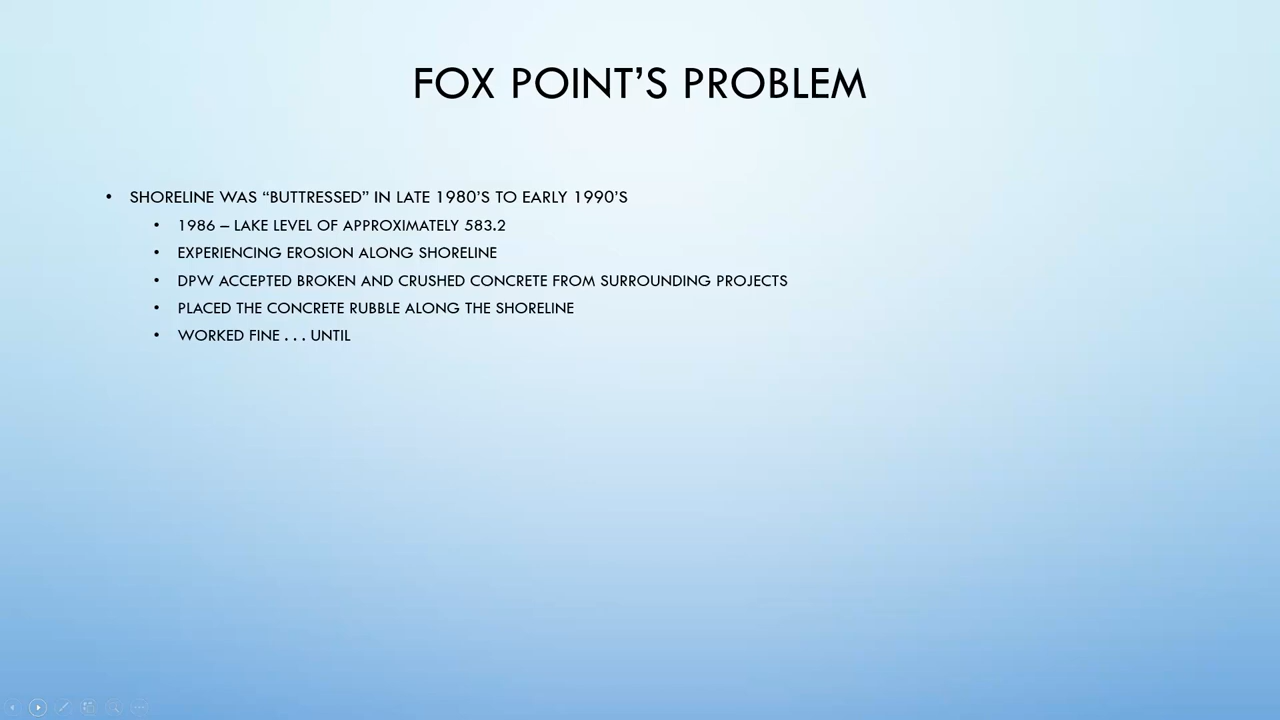 FOX POINT’S PROBLEM
• SHORELINE WAS “BUTTRESSED” IN LATE 1980’S TO EARLY 1990’S
• 1986 – LAKE LEVEL OF APPROXIMATELY 583.2
• EXPERIENCING EROSION ALONG SHORELINE
• DPW ACCEPTED BROKEN AND CRUSHED CONCRETE FROM SURROUNDING PROJECTS
• PLACED THE CONCRETE RUBBLE ALONG THE SHORELINE
• WORKED FINE . . . UNTIL